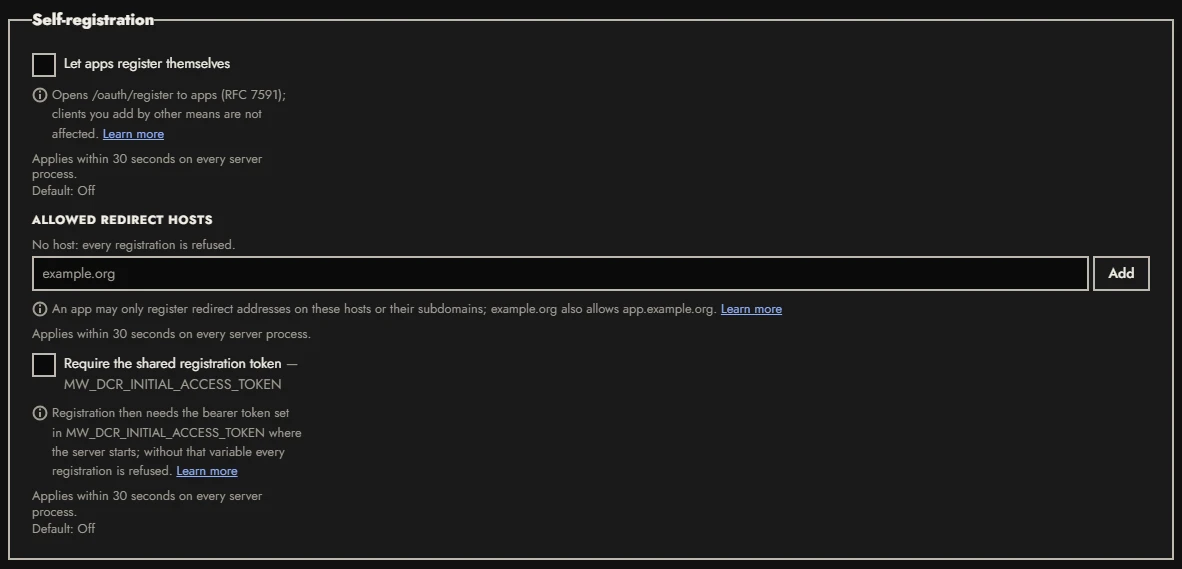 Self-registration
Let apps register themselves
Opens /oauth/register to apps (RFC 7591);
clients you add by other means are not
affected. Learn more
Applies within 30 seconds on every server
process.
Default: Off
ALLOWED REDIRECT HOSTS
No host: every registration is refused.
example.org
Add
An app may only register redirect addresses on these hosts or their subdomains; example.org also allows app.example.org. Learn more
Applies within 30 seconds on every server process.
Require the shared registration token —
MW_DCR_INITIAL_ACCESS_TOKEN
Registration then needs the bearer token set
in MW_DCR_INITIAL_ACCESS_TOKEN where
the server starts; without that variable every
registration is refused. Learn more
Applies within 30 seconds on every server
process.
Default: Off